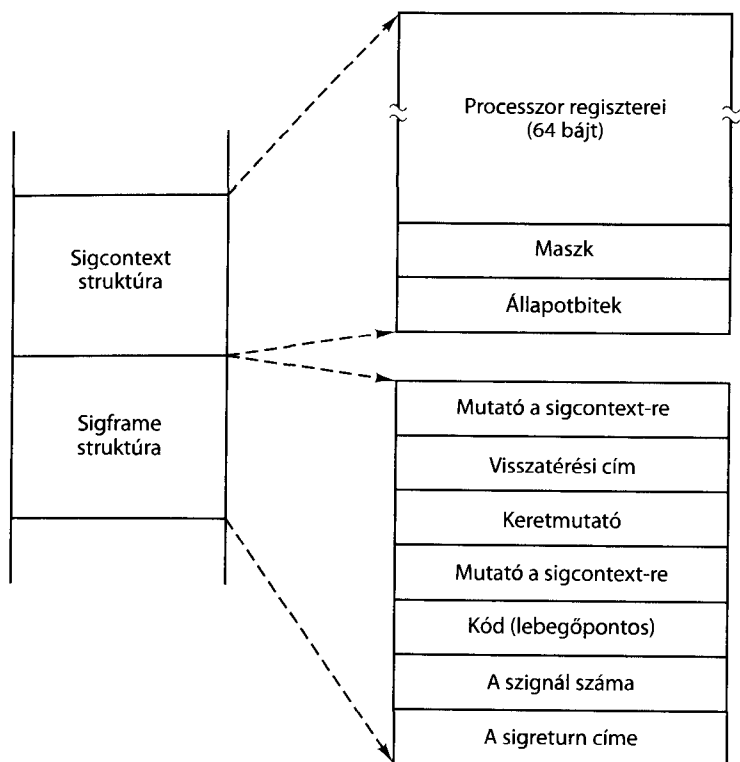 Sigcontext
struktúra
Sigframe
struktúra
Processzor regiszterei
(64 bájt)
Maszk
Állapotbitek
Mutató a sigcontext-re
Visszatérési cím
Keretmutató
Mutató a sigcontext-re
Kód (lebegőpontos)
A szignál száma
A sigreturn címe